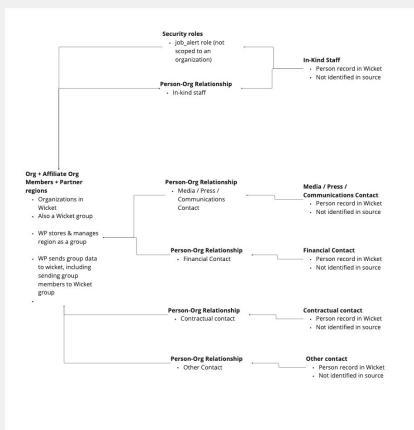 Security roles
• job_alert role (not
scoped to an
organization)
In-Kind Staff
• Person record in Wicket
• Not identified in source
Person-Org Relationship
• In-kind staff
Org + Affiliate Org
Members + Partner
regions
• Organizations in
Wicket
• Also a Wicket group
• WP stores & manages
region as a group
• WP sends group data
to wicket, including
sending group
members to Wicket
group
•
Person-Org Relationship
• Media / Press /
Communications
Contact
Media / Press /
Communications Contact
• Person record in Wicket
• Not identified in source
Person-Org Relationship
• Financial Contact
Financial Contact
• Person record in Wicket
• Not identified in source
Person-Org Relationship
• Contractual contact
Contractual contact
• Person record in Wicket
• Not identified in source
Person-Org Relationship
• Other Contact
Other contact
• Person record in Wicket
• Not identified in source